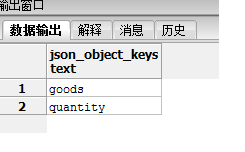 输出窗口
数据输出 解释 消息 历史
json_object_keys
text
1 goods
2 quantity